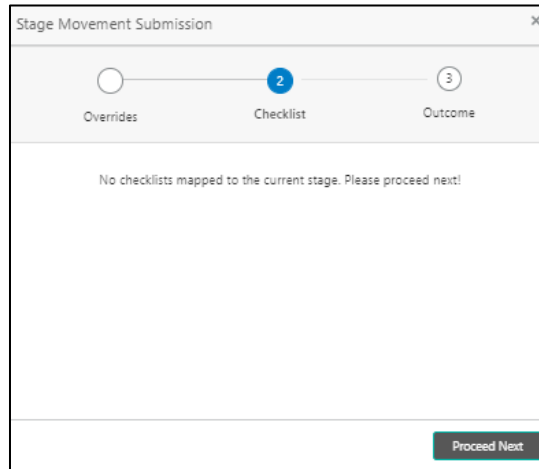 Stage Movement Submission ×
2 3
Overrides Checklist Outcome
No checklists mapped to the current stage. Please proceed next!
Proceed Next